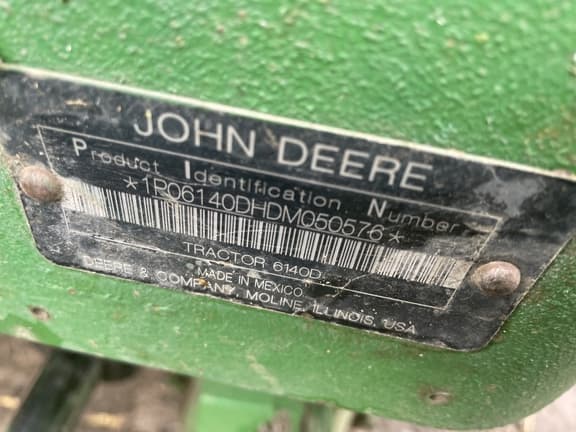 JOHN DEERE
Product Identification Number
*1P06140DHDM050576*
TRACTOR 6140D
MADE IN MEXICO
DEERE & COMPANY, MOLINE, ILLINOIS, USA